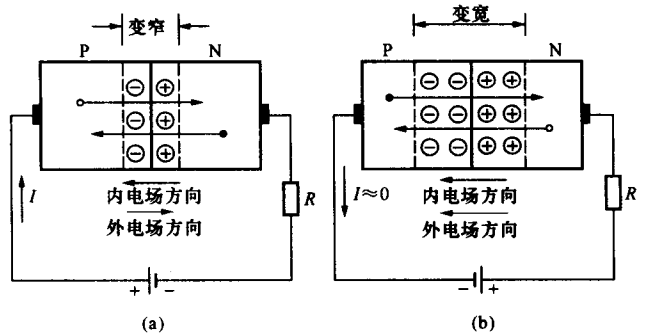 变窄
P
N
⊖ ⊕
⊖ ⊕
⊖ ⊕
I
内电场方向
外电场方向
R
+ −
(a)
变宽
P
N
⊖ ⊖ ⊕ ⊕
⊖ ⊖ ⊕ ⊕
⊖ ⊖ ⊕ ⊕
I≈0
内电场方向
外电场方向
R
− +
(b)